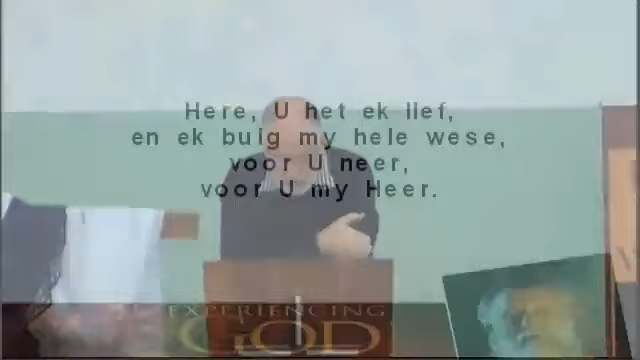 Here, U het ek lief,
en ek buig my hele wese,
voor U neer,
voor U my Heer.
EXPERIENCING
GOD